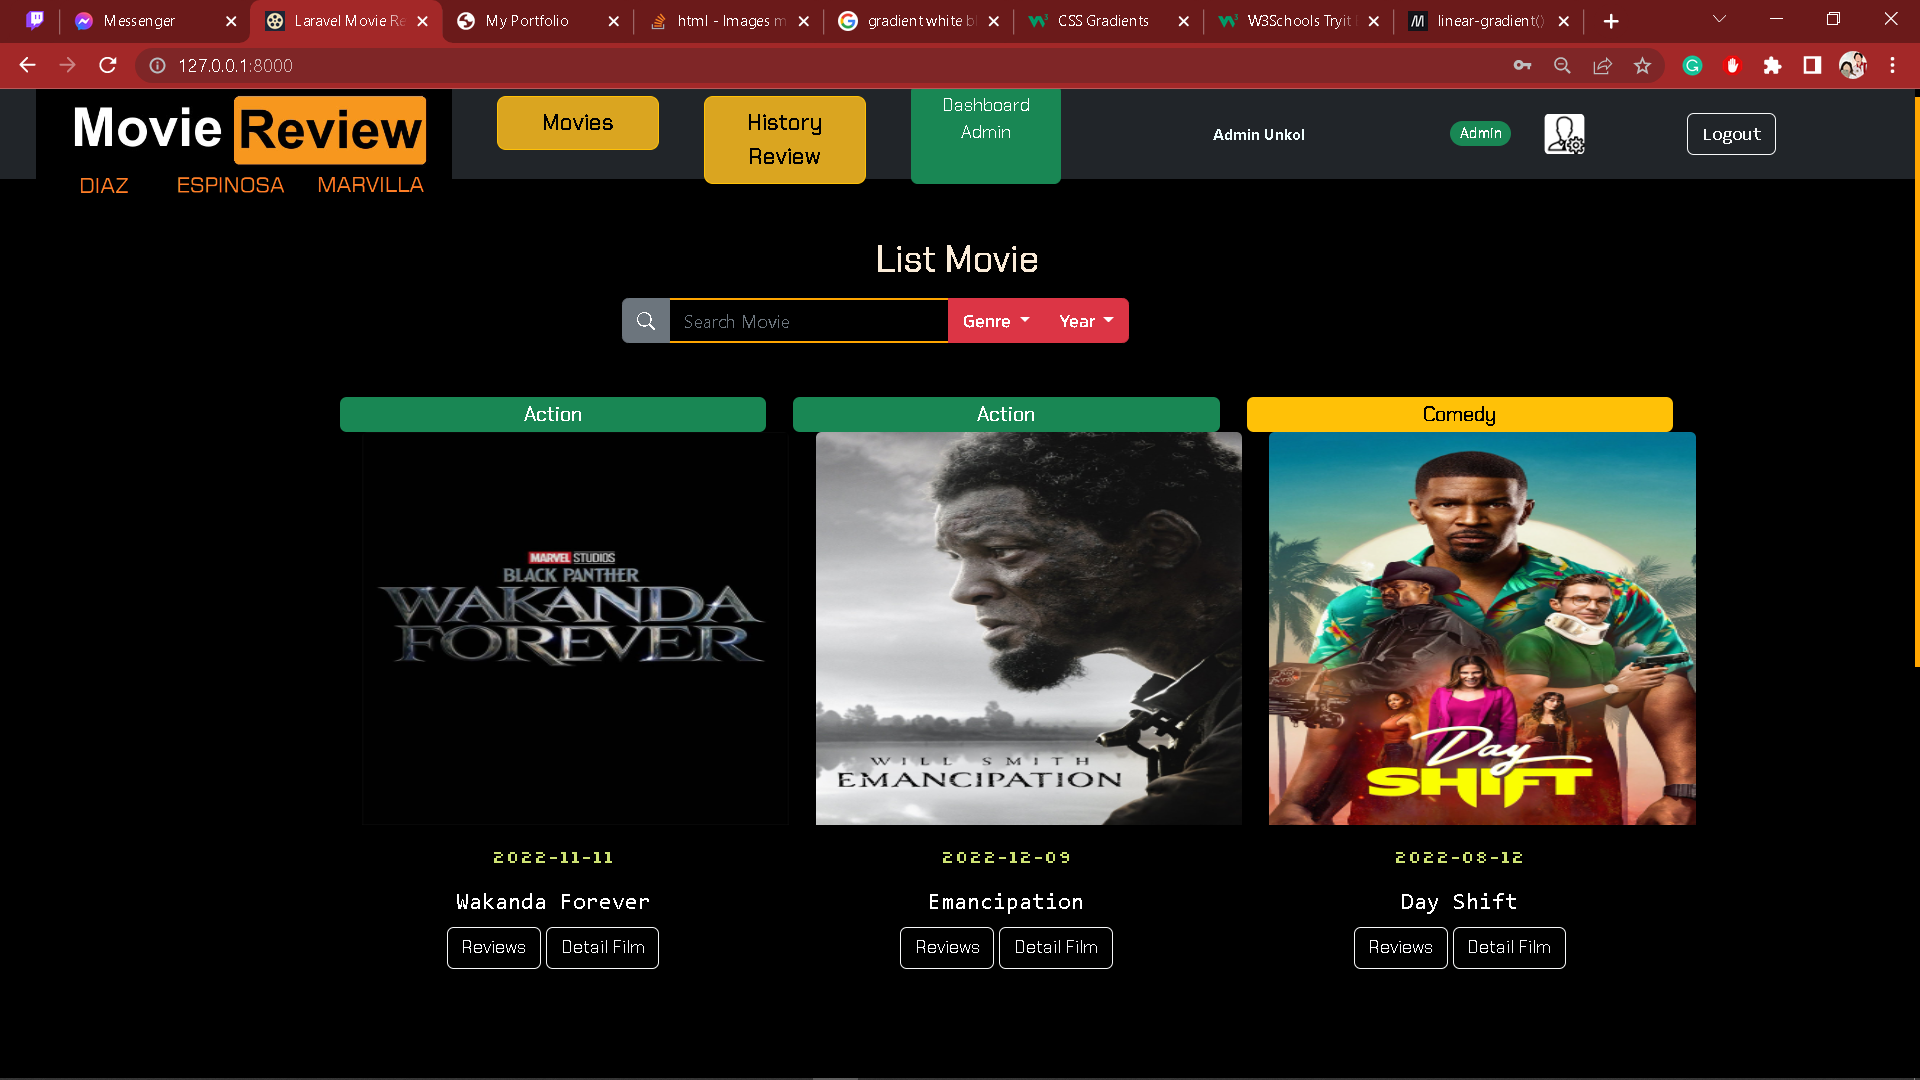 Messenger
Laravel Movie Re
My Portfolio
html - Images m
gradient white bl
CSS Gradients
W3Schools Tryit
linear-gradient()
127.0.0.1:8000
Movie Review
DIAZ ESPINOSA MARVILLA
Movies
History
Review
Dashboard
Admin
Admin Unkol
Admin
Logout
List Movie
Search Movie
Genre
Year
Action
Action
Comedy
MARVEL STUDIOS
BLACK PANTHER
WAKANDA
FOREVER
WILL SMITH
EMANCIPATION
Day
SHIFT
2022-11-11
2022-12-09
2022-08-12
Wakanda Forever
Emancipation
Day Shift
Reviews Detail Film
Reviews Detail Film
Reviews Detail Film